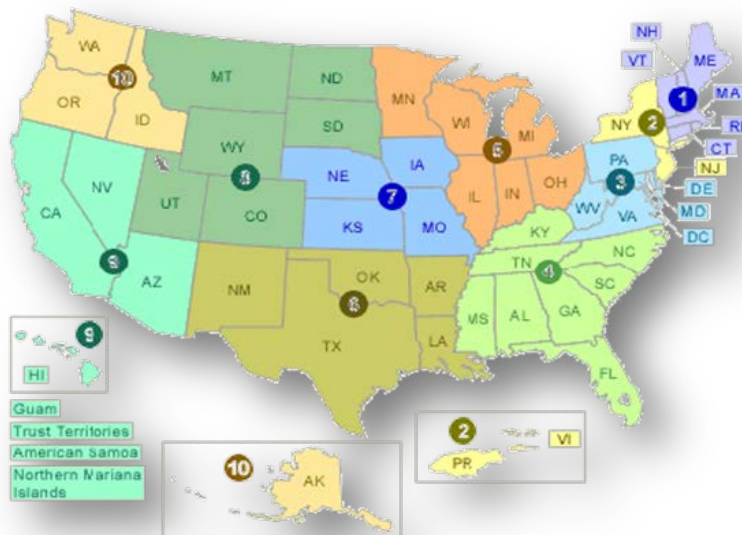 NH
VT
ME
MA
RI
CT
NJ
DE
MD
DC
1
WA
OR
ID
10
MT
ND
SD
WY
UT
CO
8
MN
WI
MI
IL
IN
OH
5
NY
2
PA
WV
VA
3
NE
IA
KS
MO
7
CA
NV
AZ
9
NM
OK
AR
TX
LA
6
KY
TN
NC
SC
MS
AL
GA
FL
4
9
HI
Guam
Trust Territories
American Samoa
Northern Mariana
Islands
10
AK
2
PR
VI